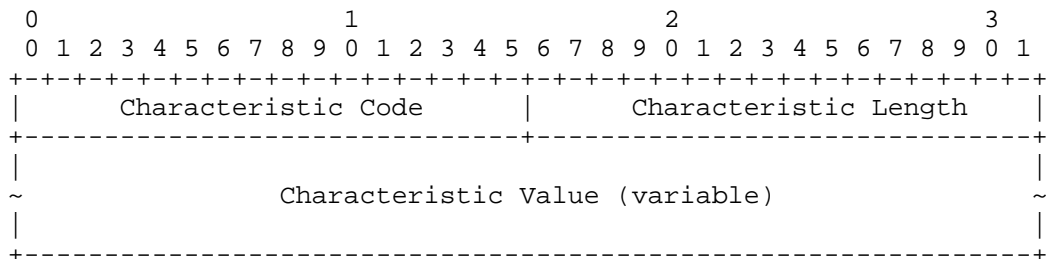 0                   1                   2                   3
 0 1 2 3 4 5 6 7 8 9 0 1 2 3 4 5 6 7 8 9 0 1 2 3 4 5 6 7 8 9 0 1
+-+-+-+-+-+-+-+-+-+-+-+-+-+-+-+-+-+-+-+-+-+-+-+-+-+-+-+-+-+-+-+-+
|      Characteristic Code      |      Characteristic Length    |
+-------------------------------+-------------------------------+
|                                                               |
~                Characteristic Value (variable)                ~
|                                                               |
+---------------------------------------------------------------+